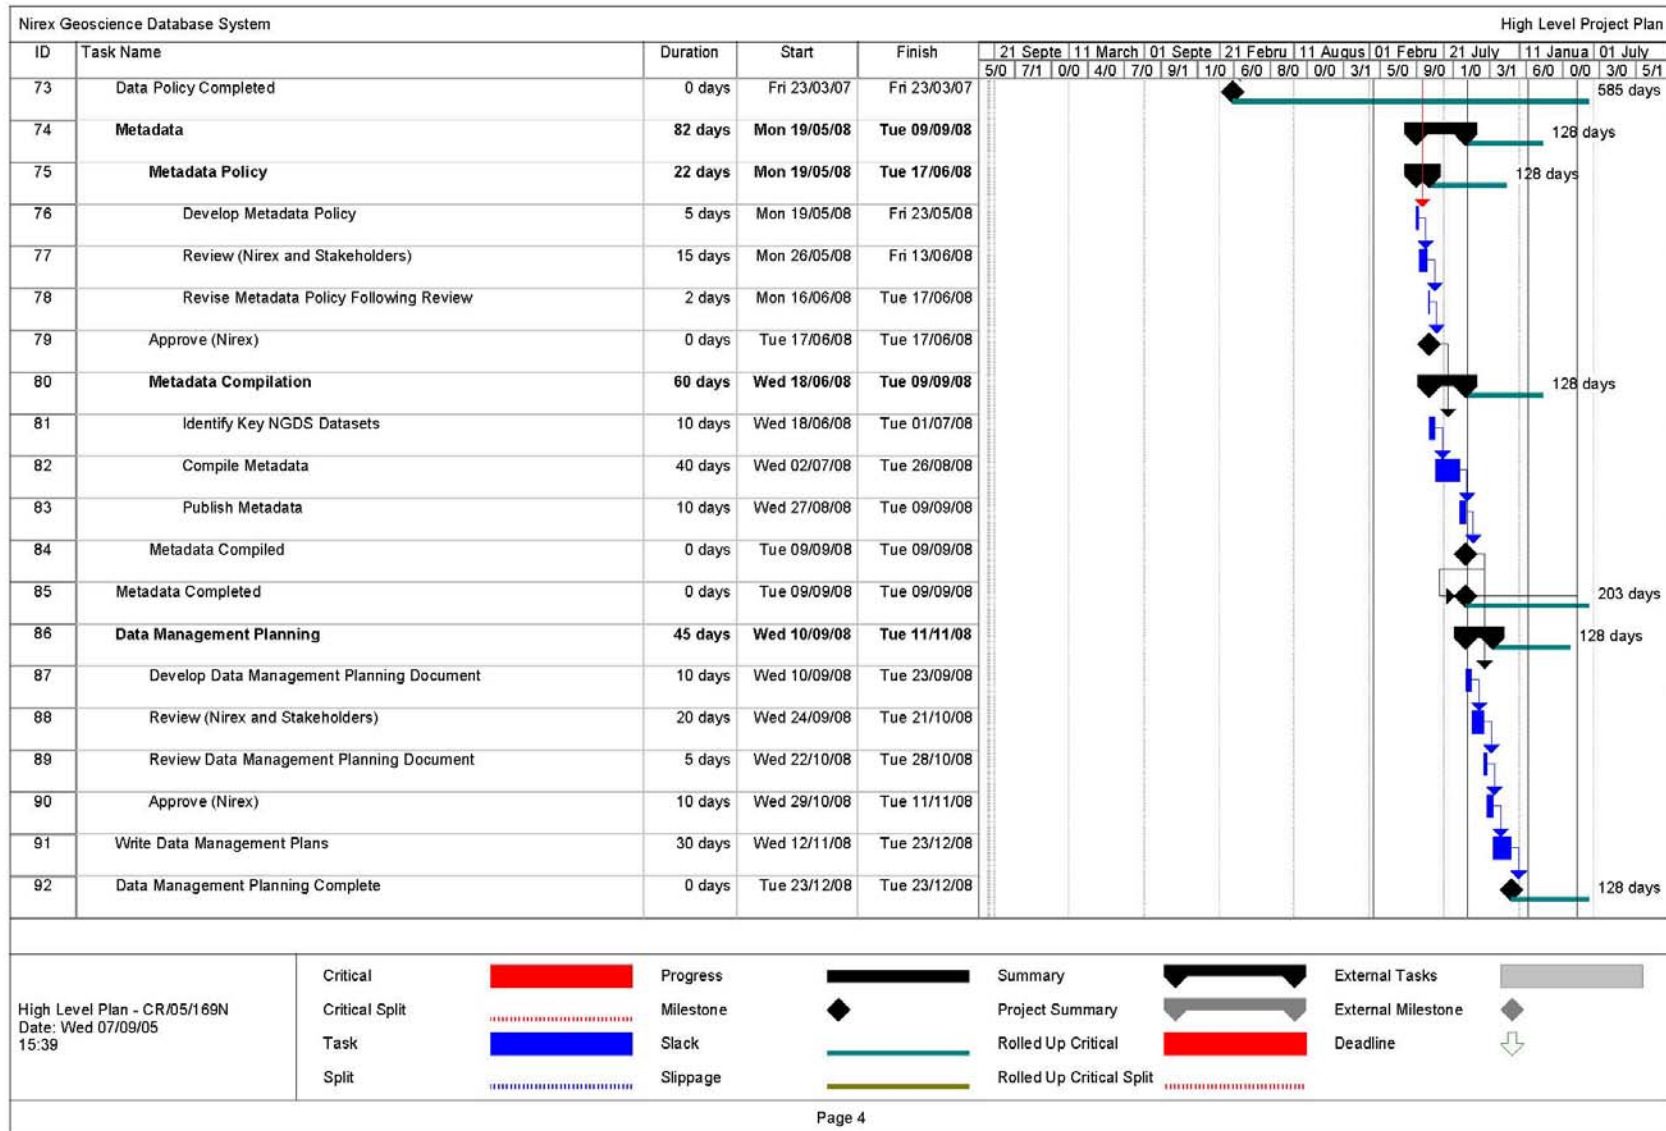 Nirex Geoscience Database System High Level Project Plan
ID Task Name Duration Start Finish 21 Septe 11 March 01 Septe 21 Febru 11 Augus 01 Febru 21 July 11 Janua 01 July
5/0 7/1 0/0 4/0 7/0 9/1 1/0 6/0 8/0 0/0 3/1 5/0 9/0 1/0 3/1 6/0 0/0 3/0 5/1
73 Data Policy Completed 0 days Fri 23/03/07 Fri 23/03/07 585 days
74 Metadata 82 days Mon 19/05/08 Tue 09/09/08 128 days
75 Metadata Policy 22 days Mon 19/05/08 Tue 17/06/08 128 days
76 Develop Metadata Policy 5 days Mon 19/05/08 Fri 23/05/08
77 Review (Nirex and Stakeholders) 15 days Mon 26/05/08 Fri 13/06/08
78 Revise Metadata Policy Following Review 2 days Mon 16/06/08 Tue 17/06/08
79 Approve (Nirex) 0 days Tue 17/06/08 Tue 17/06/08
80 Metadata Compilation 60 days Wed 18/06/08 Tue 09/09/08 128 days
81 Identify Key NGDS Datasets 10 days Wed 18/06/08 Tue 01/07/08
82 Compile Metadata 40 days Wed 02/07/08 Tue 26/08/08
83 Publish Metadata 10 days Wed 27/08/08 Tue 09/09/08
84 Metadata Compiled 0 days Tue 09/09/08 Tue 09/09/08
85 Metadata Completed 0 days Tue 09/09/08 Tue 09/09/08 203 days
86 Data Management Planning 45 days Wed 10/09/08 Tue 11/11/08 128 days
87 Develop Data Management Planning Document 10 days Wed 10/09/08 Tue 23/09/08
88 Review (Nirex and Stakeholders) 20 days Wed 24/09/08 Tue 21/10/08
89 Review Data Management Planning Document 5 days Wed 22/10/08 Tue 28/10/08
90 Approve (Nirex) 10 days Wed 29/10/08 Tue 11/11/08
91 Write Data Management Plans 30 days Wed 12/11/08 Tue 23/12/08
92 Data Management Planning Complete 0 days Tue 23/12/08 Tue 23/12/08 128 days
High Level Plan - CR/05/169N
Date: Wed 07/09/05
15:39
Critical Progress Summary External Tasks
Critical Split Milestone Project Summary External Milestone
Task Slack Rolled Up Critical Deadline
Split Slippage Rolled Up Critical Split
Page 4